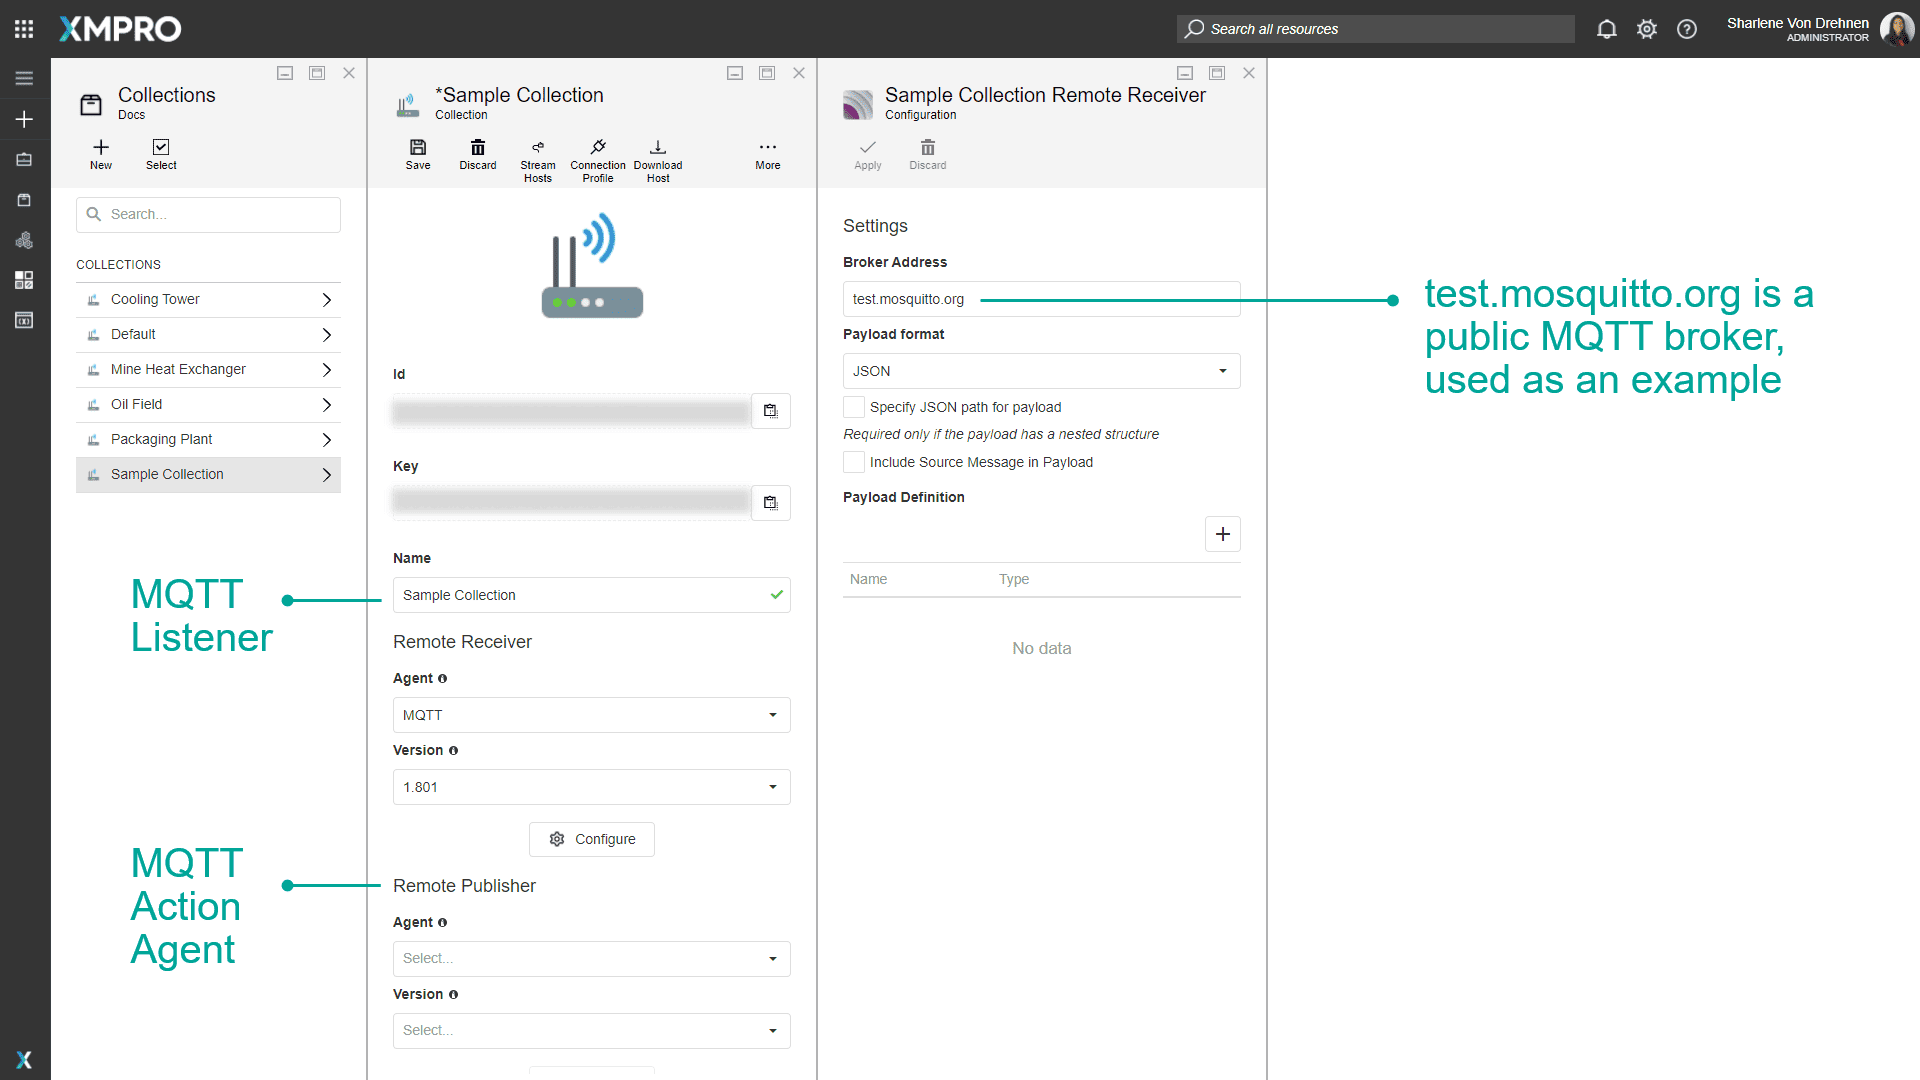 XMPRO
Search all resources
Sharlene Von Drehnen
ADMINISTRATOR
Collections
Docs
New
Select
Search...
COLLECTIONS
Cooling Tower
Default
Mine Heat Exchanger
Oil Field
Packaging Plant
Sample Collection
MQTT
Listener
MQTT
Action
Agent
*Sample Collection
Collection
Save
Discard
Stream
Hosts
Connection
Profile
Download
Host
More
Id
Key
Name
Sample Collection
Remote Receiver
Agent
MQTT
Version
1.801
Configure
Remote Publisher
Agent
Select...
Version
Select...
Sample Collection Remote Receiver
Configuration
Apply
Discard
Settings
Broker Address
test.mosquitto.org
Payload format
JSON
Specify JSON path for payload
Required only if the payload has a nested structure
Include Source Message in Payload
Payload Definition
Name Type
No data
test.mosquitto.org is a
public MQTT broker,
used as an example